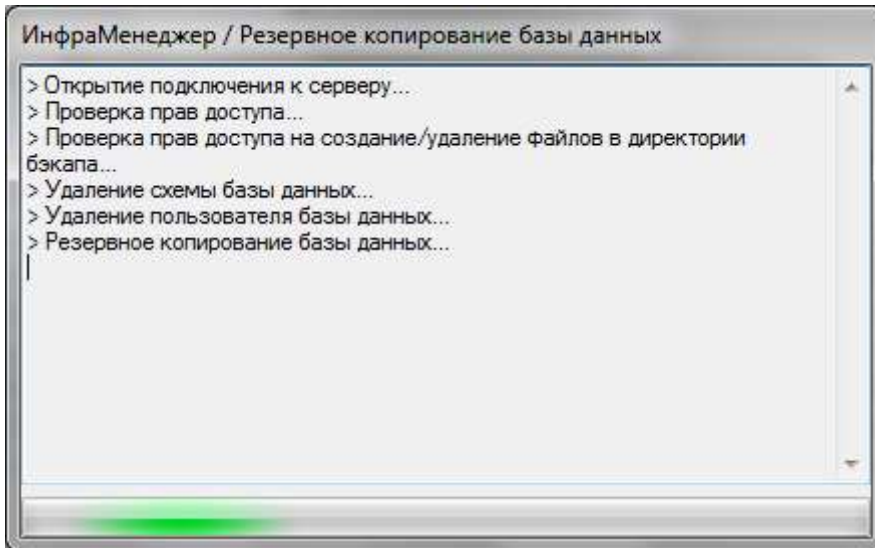 ИнфраМенеджер / Резервное копирование базы данных
> Открытие подключения к серверу...
> Проверка прав доступа...
> Проверка прав доступа на создание/удаление файлов в директории
бэкапа...
> Удаление схемы базы данных...
> Удаление пользователя базы данных...
> Резервное копирование базы данных...